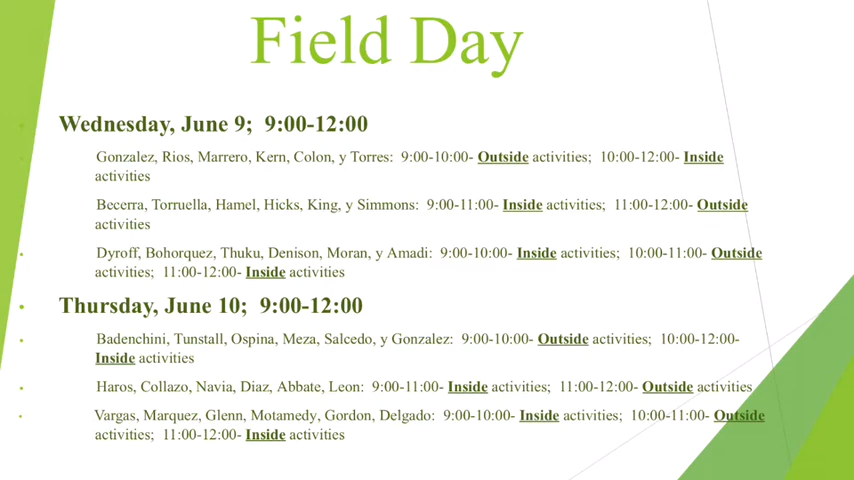 Field Day
Wednesday, June 9;  9:00-12:00
Gonzalez, Rios, Marrero, Kern, Colon, y Torres:  9:00-10:00- Outside activities;  10:00-12:00- Inside
activities
Becerra, Torruella, Hamel, Hicks, King, y Simmons:  9:00-11:00- Inside activities;  11:00-12:00- Outside
activities
Dyroff, Bohorquez, Thuku, Denison, Moran, y Amadi:  9:00-10:00- Inside activities;  10:00-11:00- Outside
activities;  11:00-12:00- Inside activities
Thursday, June 10;  9:00-12:00
Badenchini, Tunstall, Ospina, Meza, Salcedo, y Gonzalez:  9:00-10:00- Outside activities;  10:00-12:00-
Inside activities
Haros, Collazo, Navia, Diaz, Abbate, Leon:  9:00-11:00- Inside activities;  11:00-12:00- Outside activities
Vargas, Marquez, Glenn, Motamedy, Gordon, Delgado:  9:00-10:00- Inside activities;  10:00-11:00- Outside
activities;  11:00-12:00- Inside activities